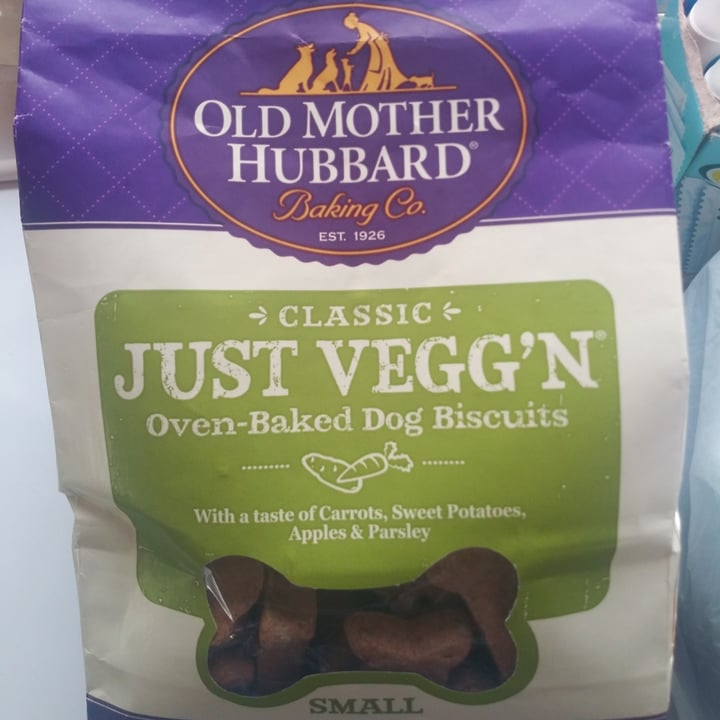 OLD MOTHER
HUBBARD®
Baking Co.
EST. 1926
CLASSIC
JUST VEGG'N®
Oven-Baked Dog Biscuits
With a taste of Carrots, Sweet Potatoes,
Apples & Parsley
SMALL